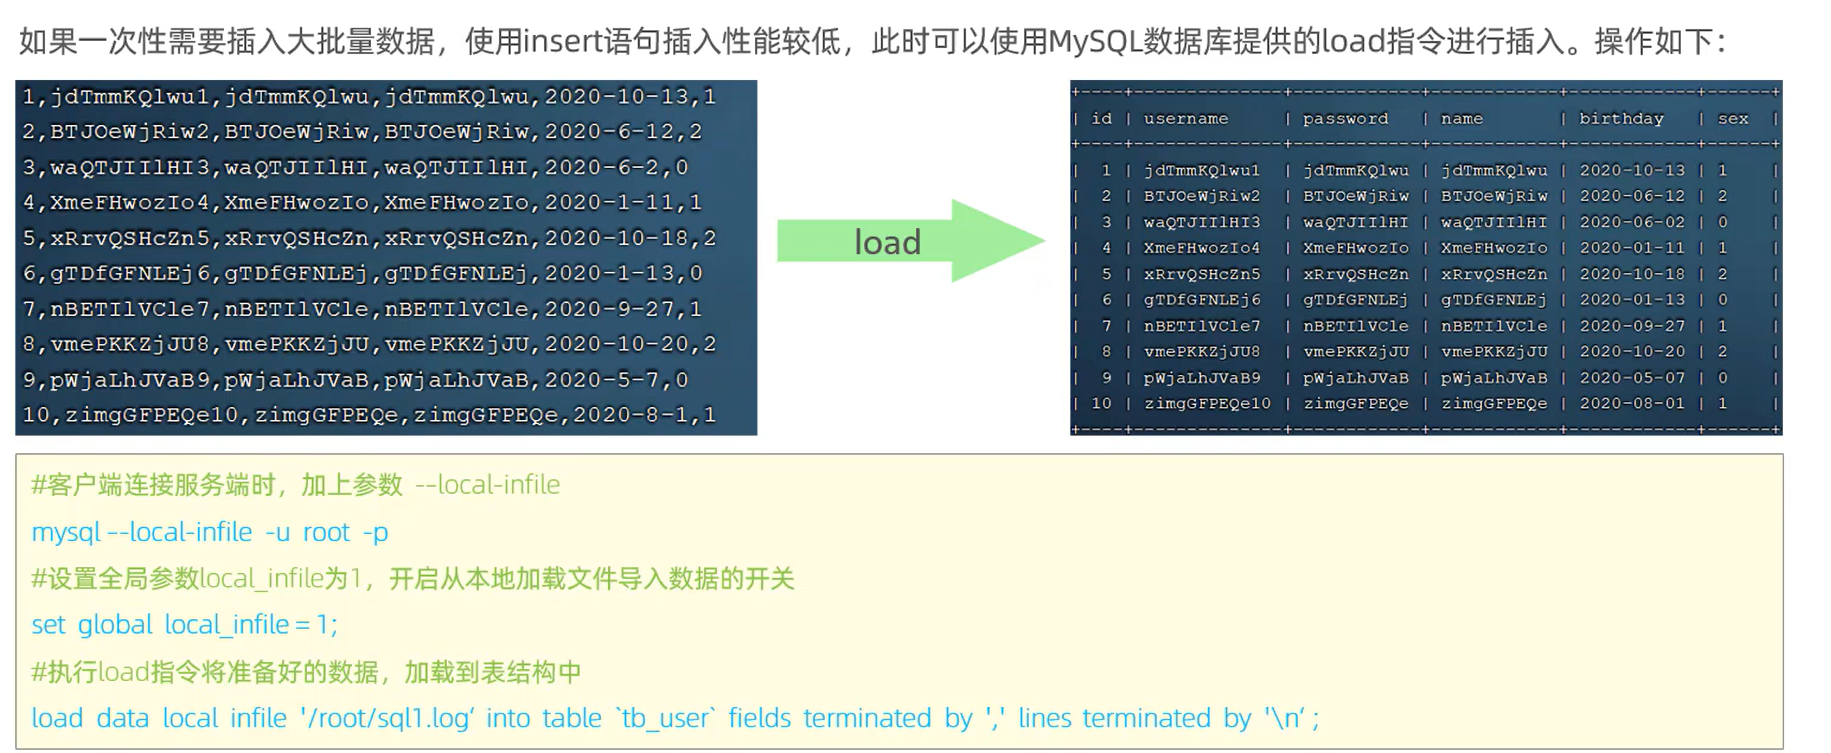 如果一次性需要插入大批量数据，使用insert语句插入性能较低，此时可以使用MySQL数据库提供的load指令进行插入。操作如下：
1,jdTmmKQlwu1,jdTmmKQlwu,jdTmmKQlwu,2020-10-13,1
2,BTJOeWjRiw2,BTJOeWjRiw,BTJOeWjRiw,2020-6-12,2
3,waQTJIIlHI3,waQTJIIlHI,waQTJIIlHI,2020-6-2,0
4,XmeFHwozIo4,XmeFHwozIo,XmeFHwozIo,2020-1-11,1
5,xRrvQSHcZn5,xRrvQSHcZn,xRrvQSHcZn,2020-10-18,2
6,gTDfGFNLEj6,gTDfGFNLEj,gTDfGFNLEj,2020-1-13,0
7,nBETIlVCle7,nBETIlVCle,nBETIlVCle,2020-9-27,1
8,vmePKKZjJU8,vmePKKZjJU,vmePKKZjJU,2020-10-20,2
9,pWjaLhJVaB9,pWjaLhJVaB,pWjaLhJVaB,2020-5-7,0
10,zimgGFPEQe10,zimgGFPEQe,zimgGFPEQe,2020-8-1,1
load
| id | username | password | name | birthday | sex |
| 1 | jdTmmKQlwu1 | jdTmmKQlwu | jdTmmKQlwu | 2020-10-13 | 1 |
| 2 | BTJOeWjRiw2 | BTJOeWjRiw | BTJOeWjRiw | 2020-06-12 | 2 |
| 3 | waQTJIIlHI3 | waQTJIIlHI | waQTJIIlHI | 2020-06-02 | 0 |
| 4 | XmeFHwozIo4 | XmeFHwozIo | XmeFHwozIo | 2020-01-11 | 1 |
| 5 | xRrvQSHcZn5 | xRrvQSHcZn | xRrvQSHcZn | 2020-10-18 | 2 |
| 6 | gTDfGFNLEj6 | gTDfGFNLEj | gTDfGFNLEj | 2020-01-13 | 0 |
| 7 | nBETIlVCle7 | nBETIlVCle | nBETIlVCle | 2020-09-27 | 1 |
| 8 | vmePKKZjJU8 | vmePKKZjJU | vmePKKZjJU | 2020-10-20 | 2 |
| 9 | pWjaLhJVaB9 | pWjaLhJVaB | pWjaLhJVaB | 2020-05-07 | 0 |
| 10 | zimgGFPEQe10 | zimgGFPEQe | zimgGFPEQe | 2020-08-01 | 1 |
#客户端连接服务端时，加上参数 --local-infile
mysql --local-infile -u root -p
#设置全局参数local_infile为1，开启从本地加载文件导入数据的开关
set global local_infile = 1;
#执行load指令将准备好的数据，加载到表结构中
load data local infile '/root/sql1.log‘ into table `tb_user` fields terminated by ',' lines terminated by '\n‘ ;